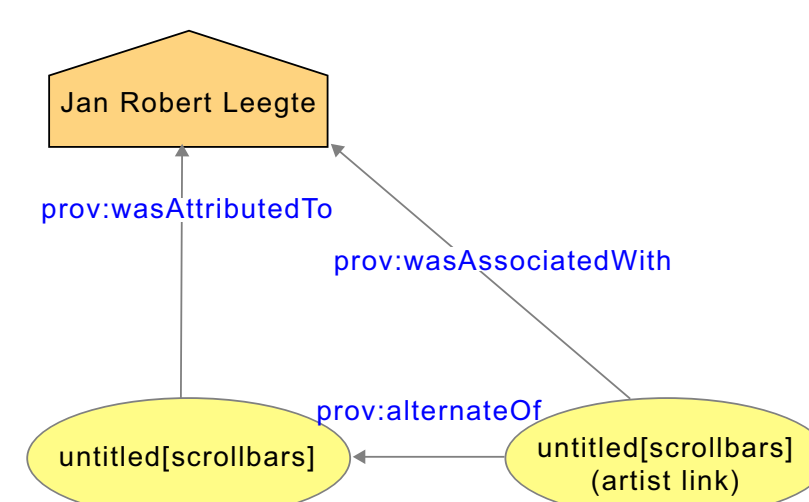 Jan Robert Leegte
prov:wasAttributedTo
prov:wasAssociatedWith
prov:alternateOf
untitled[scrollbars]
untitled[scrollbars]
(artist link)